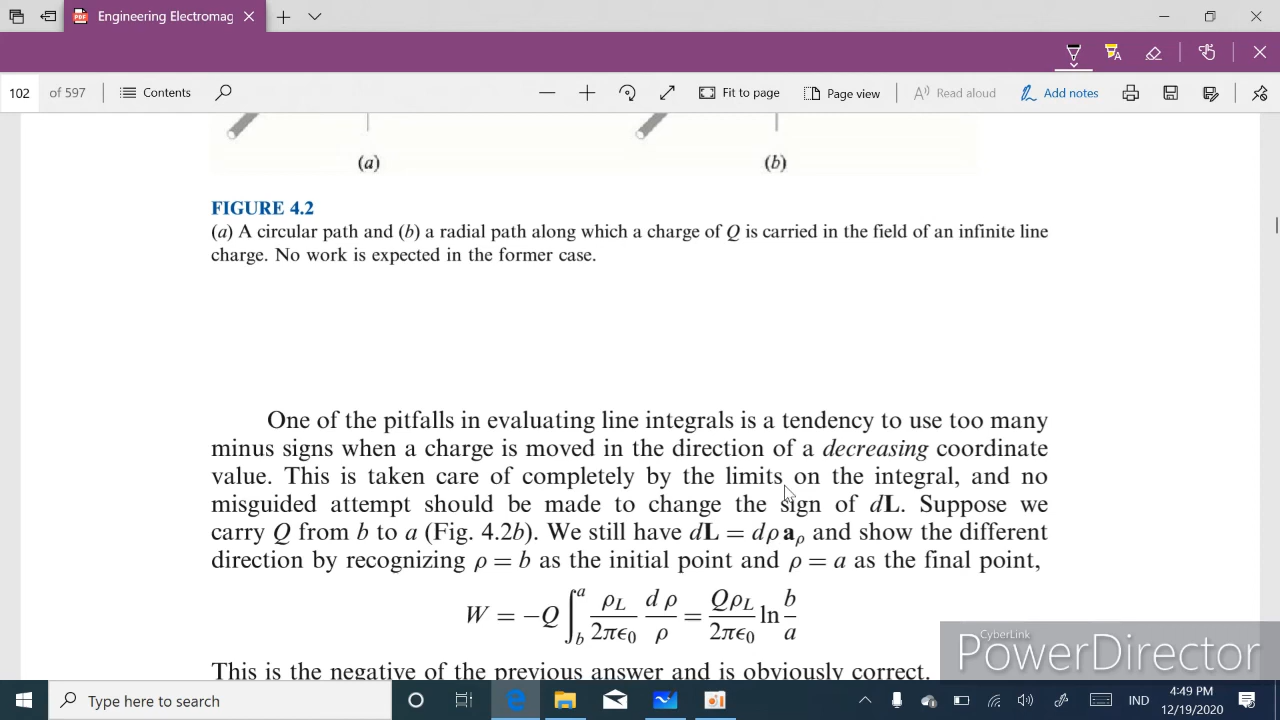 Engineering Electromag
102 of 597 Contents Fit to page Page view Read aloud Add notes
(a) (b)
FIGURE 4.2
(a) A circular path and (b) a radial path along which a charge of Q is carried in the field of an infinite line
charge. No work is expected in the former case.
One of the pitfalls in evaluating line integrals is a tendency to use too many
minus signs when a charge is moved in the direction of a decreasing coordinate
value. This is taken care of completely by the limits on the integral, and no
misguided attempt should be made to change the sign of dL. Suppose we
carry Q from b to a (Fig. 4.2b). We still have dL = dρ aρ and show the different
direction by recognizing ρ = b as the initial point and ρ = a as the final point,
W = −Q ∫_b^a ρL/2πϵ0 dρ/ρ = QρL/2πϵ0 ln b/a
This is the negative of the previous answer and is obviously correct.
CyberLink
PowerDirector
Type here to search
IND
4:49 PM
12/19/2020